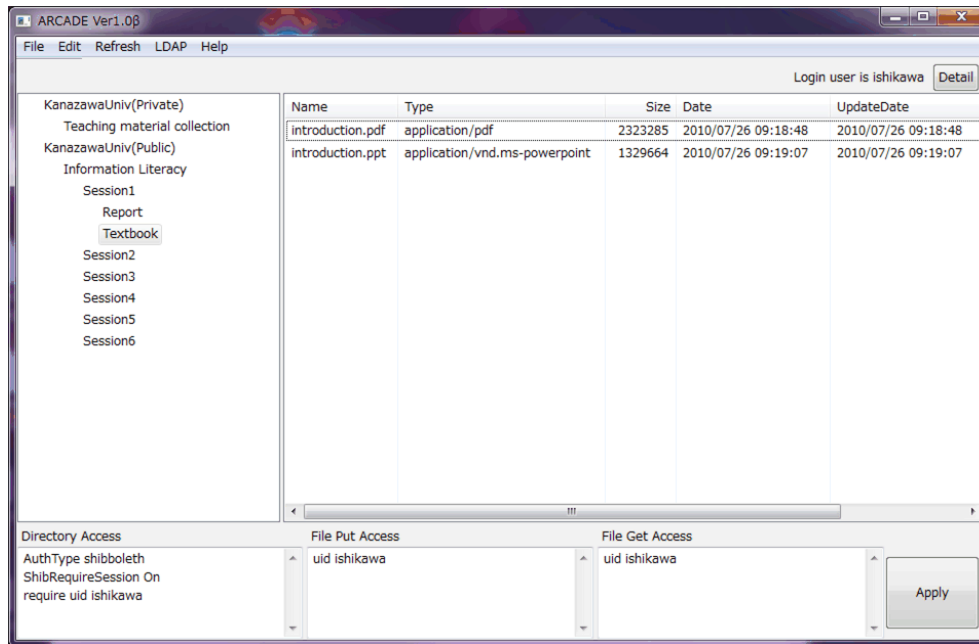 ARCADE Ver1.0β
File Edit Refresh LDAP Help
Login user is ishikawa Detail
KanazawaUniv(Private)
Teaching material collection
KanazawaUniv(Public)
Information Literacy
Session1
Report
Textbook
Session2
Session3
Session4
Session5
Session6
Name Type Size Date UpdateDate
introduction.pdf application/pdf 2323285 2010/07/26 09:18:48 2010/07/26 09:18:48
introduction.ppt application/vnd.ms-powerpoint 1329664 2010/07/26 09:19:07 2010/07/26 09:19:07
Directory Access
AuthType shibboleth
ShibRequireSession On
require uid ishikawa
File Put Access
uid ishikawa
File Get Access
uid ishikawa
Apply